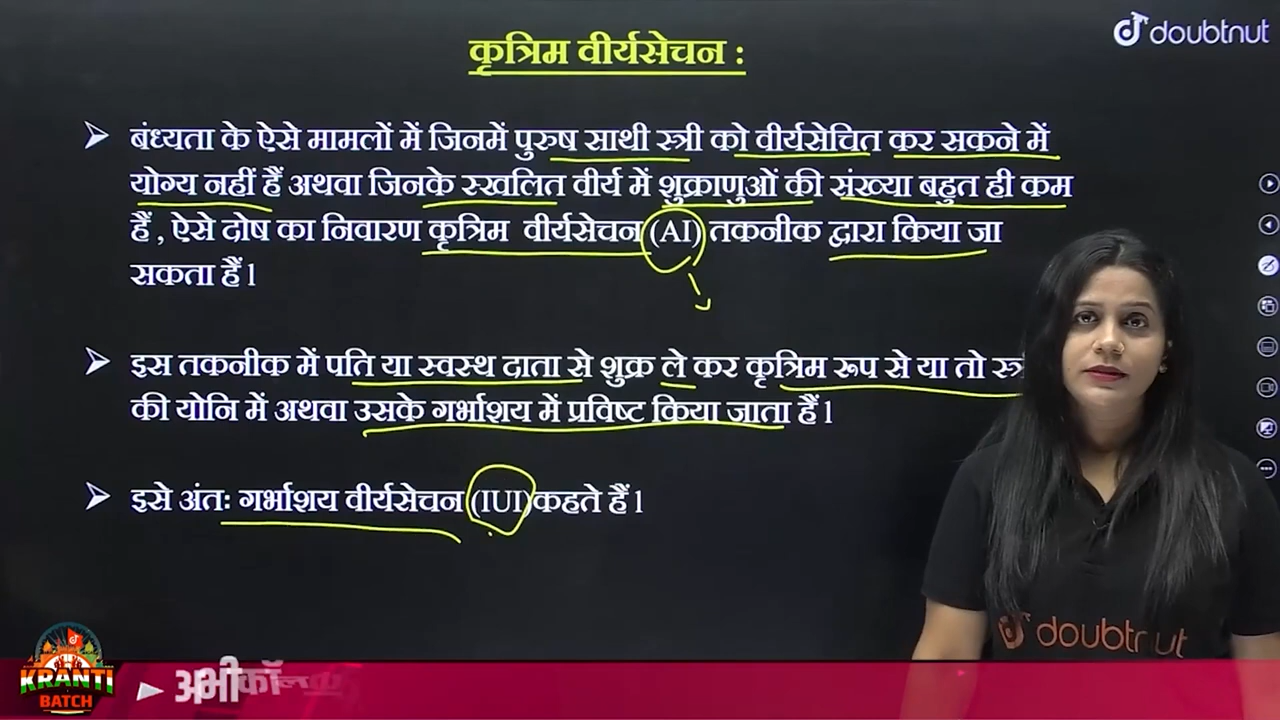 doubtnut
कृत्रिम वीर्यसेचन :
➤ बंध्यता के ऐसे मामलों में जिनमें पुरुष साथी स्त्री को वीर्यसेचित कर सकने में
योग्य नहीं हैं अथवा जिनके स्खलित वीर्य में शुक्राणुओं की संख्या बहुत ही कम
हैं , ऐसे दोष का निवारण कृत्रिम वीर्यसेचन (AI) तकनीक द्वारा किया जा
सकता हैं l
➤ इस तकनीक में पति या स्वस्थ दाता से शुक्र ले कर कृत्रिम रूप से या तो
की योनि में अथवा उसके गर्भाशय में प्रविष्ट किया जाता हैं l
➤ इसे अंतः गर्भाशय वीर्यसेचन (IUI) कहते हैं l
doubtnut
KRANTI
BATCH
अभी कॉल